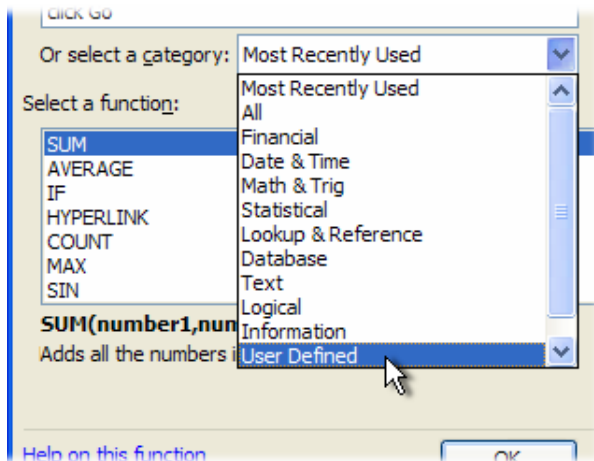 click Go
Or select a category: Most Recently Used
Most Recently Used
All
Financial
Date & Time
Math & Trig
Statistical
Lookup & Reference
Database
Text
Logical
Information
User Defined
Select a function:
SUM
AVERAGE
IF
HYPERLINK
COUNT
MAX
SIN
SUM(number1,num
Adds all the numbers i
Help on this function
OK